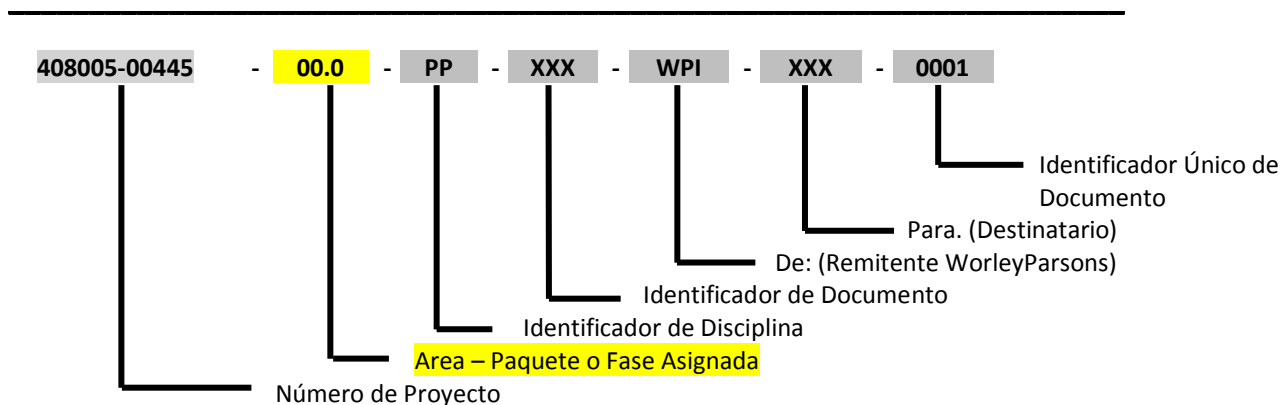 408005-00445 - 00.0 - PP - XXX - WPI - XXX - 0001
Identificador Único de
Documento
Para. (Destinatario)
De: (Remitente WorleyParsons)
Identificador de Documento
Identificador de Disciplina
Area – Paquete o Fase Asignada
Número de Proyecto